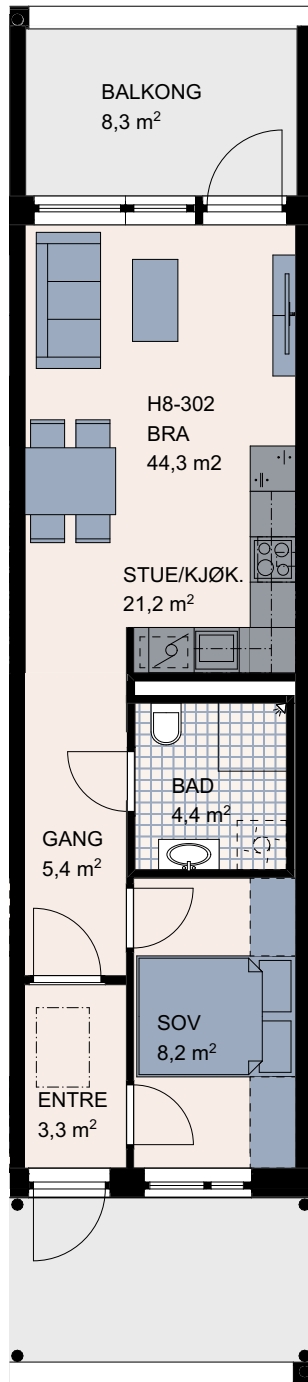 BALKONG
8,3 m²
H8-302
BRA
44,3 m2
STUE/KJØK.
21,2 m²
BAD
4,4 m²
GANG
5,4 m²
SOV
8,2 m²
ENTRE
3,3 m²